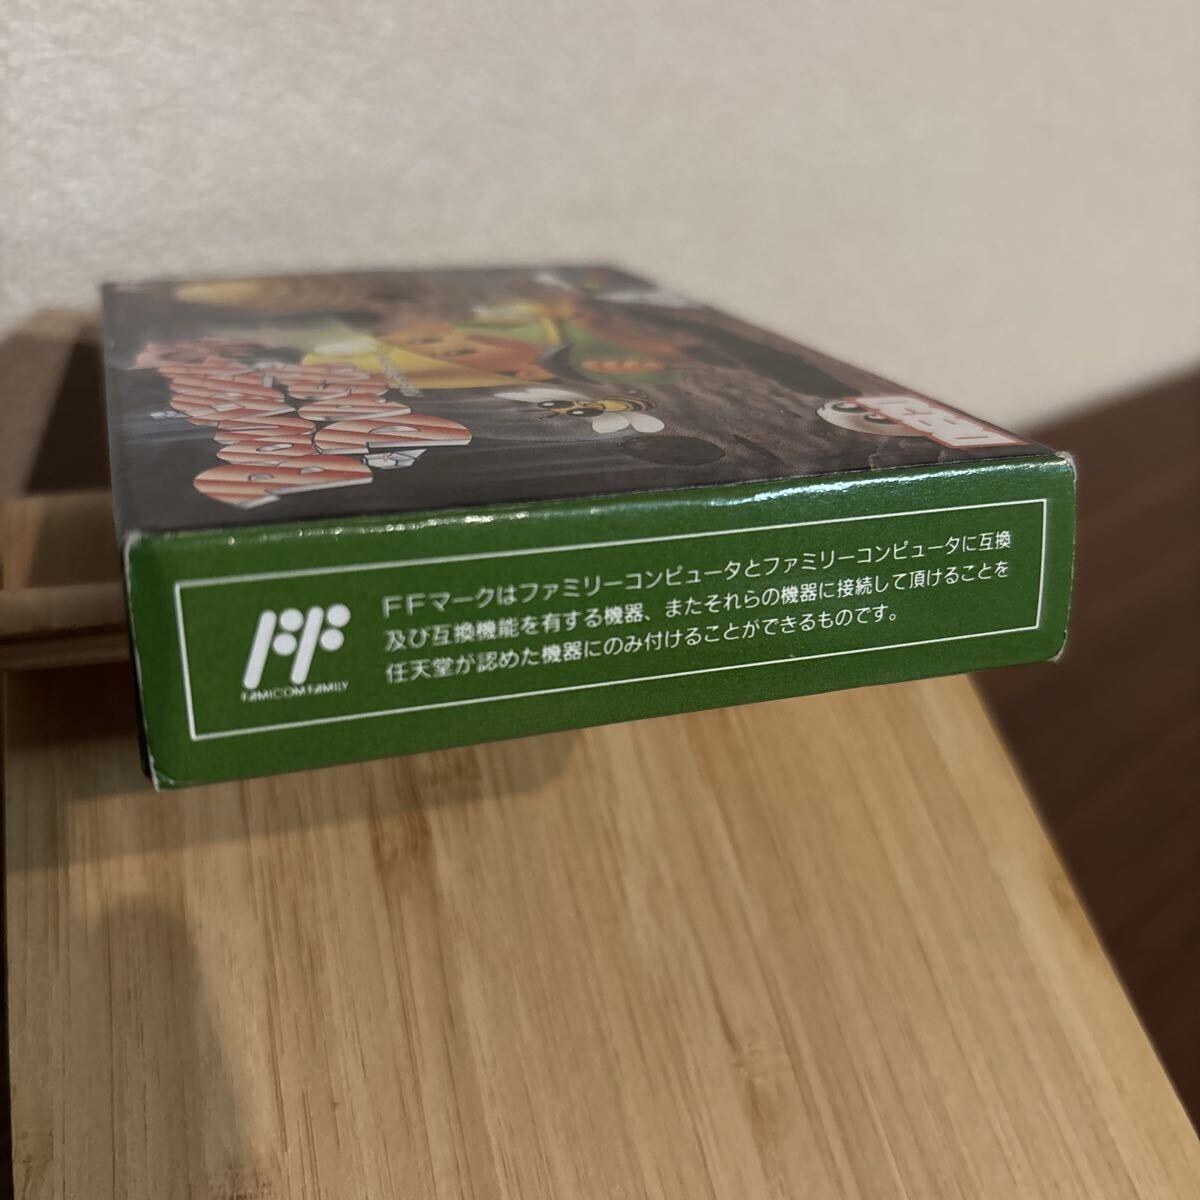 FFマークはファミリーコンピュータとファミリーコンピュータに互換
及び互換機能を有する機器、またそれらの機器に接続して頂けることを
任天堂が認めた機器にのみ付けることができるものです。
FF
FAMICOM FAMILY